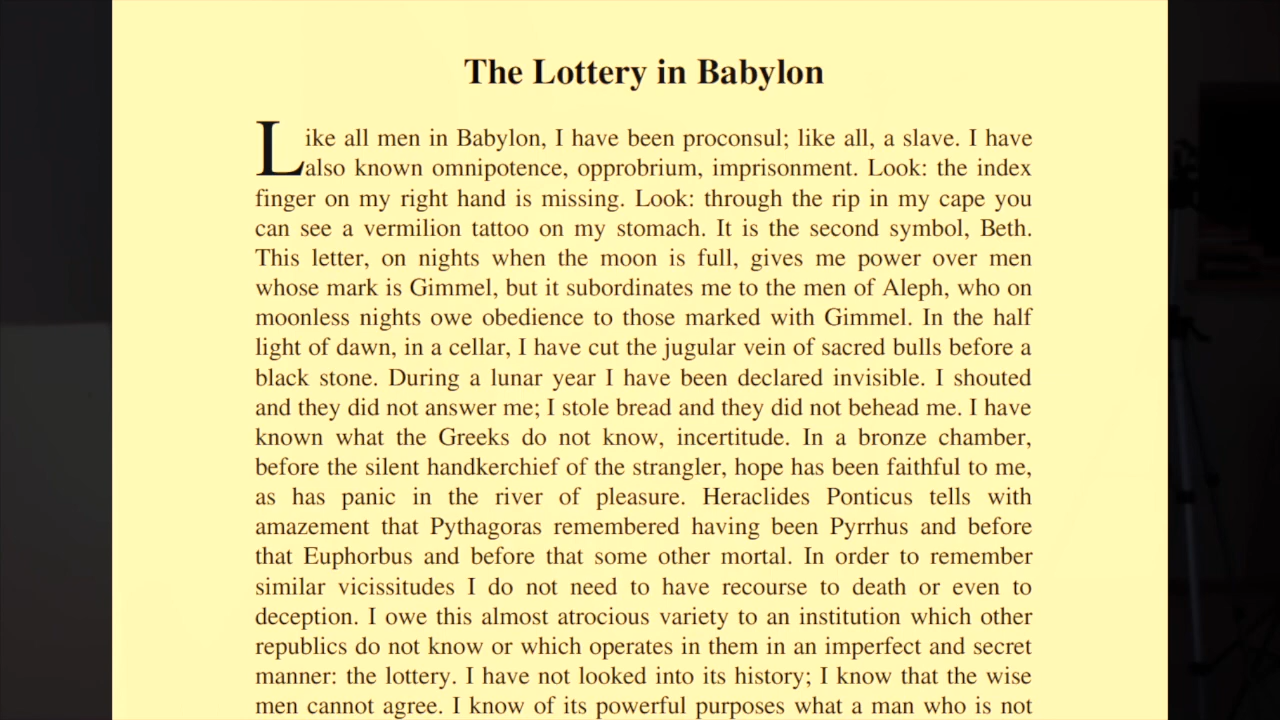 The Lottery in Babylon
Like all men in Babylon, I have been proconsul; like all, a slave. I have
also known omnipotence, opprobrium, imprisonment. Look: the index
finger on my right hand is missing. Look: through the rip in my cape you
can see a vermilion tattoo on my stomach. It is the second symbol, Beth.
This letter, on nights when the moon is full, gives me power over men
whose mark is Gimmel, but it subordinates me to the men of Aleph, who on
moonless nights owe obedience to those marked with Gimmel. In the half
light of dawn, in a cellar, I have cut the jugular vein of sacred bulls before a
black stone. During a lunar year I have been declared invisible. I shouted
and they did not answer me; I stole bread and they did not behead me. I have
known what the Greeks do not know, incertitude. In a bronze chamber,
before the silent handkerchief of the strangler, hope has been faithful to me,
as has panic in the river of pleasure. Heraclides Ponticus tells with
amazement that Pythagoras remembered having been Pyrrhus and before
that Euphorbus and before that some other mortal. In order to remember
similar vicissitudes I do not need to have recourse to death or even to
deception. I owe this almost atrocious variety to an institution which other
republics do not know or which operates in them in an imperfect and secret
manner: the lottery. I have not looked into its history; I know that the wise
men cannot agree. I know of its powerful purposes what a man who is not